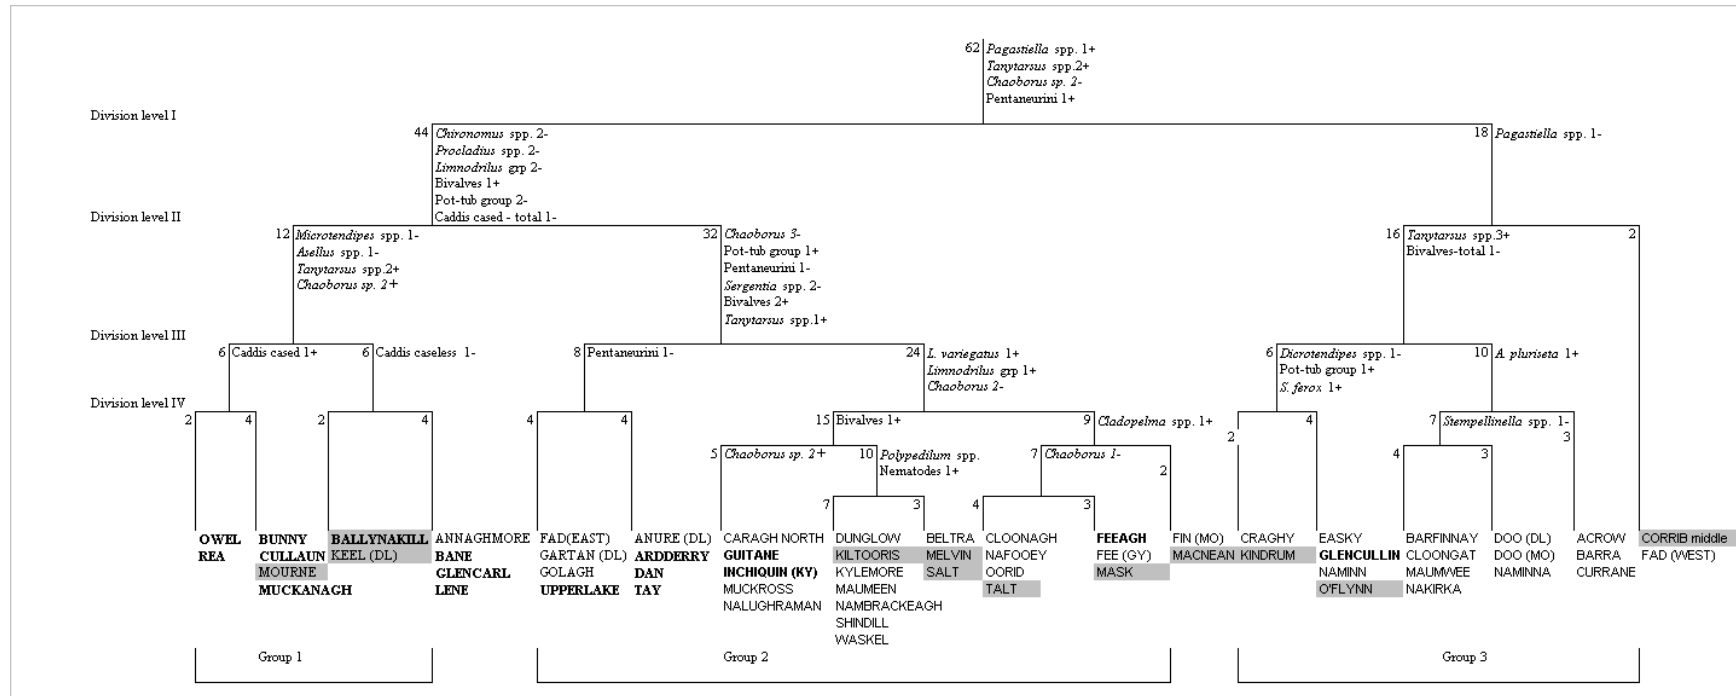 62 Pagastiella spp. 1+
Tanytarsus spp.2+
Chaoborus sp. 2-
Pentaneurini 1+
Division level I
44 Chironomus spp. 2-
Procladius spp. 2-
Limnodrilus grp 2-
Bivalves 1+
Pot-tub group 2-
Caddis cased - total 1-
18 Pagastiella spp. 1-
Division level II
12 Microtendipes spp. 1-
Asellus spp. 1-
Tanytarsus spp.2+
Chaoborus sp. 2+
32 Chaoborus 3-
Pot-tub group 1+
Pentaneurini 1-
Sergentia spp. 2-
Bivalves 2+
Tanytarsus spp.1+
16 Tanytarsus spp.3+
Bivalves-total 1-
2
Division level III
6 Caddis cased 1+
6 Caddis caseless 1-
8 Pentaneurini 1-
24 L. variegatus 1+
Limnodrilus grp 1+
Chaoborus 2-
6 Dicrotendipes spp. 1-
Pot-tub group 1+
S. ferox 1+
10 A. pluriseta 1+
Division level IV
2
4
2
4
4
4
15 Bivalves 1+
9 Cladopelma spp. 1+
2
4
7 Stempellinella spp. 1-
3
5 Chaoborus sp. 2+
10 Polypedilum spp.
Nematodes 1+
7 Chaoborus 1-
2
4
3
7
3
4
3
OWEL
REA
BUNNY
CULLAUN
MOURNE
MUCKANAGH
BALLYNAKILL
KEEL (DL)
ANNAGHMORE
BANE
GLENCARL
LENE
FAD(EAST)
GARTAN (DL)
GOLAGH
UPPERLAKE
ANURE (DL)
ARDDERRY
DAN
TAY
CARAGH NORTH
GUITANE
INCHIQUIN (KY)
MUCKROSS
NALUGHRAMAN
DUNGLOW
KILTOORIS
KYLEMORE
MAUMEEN
NAMBRACKEAGH
SHINDILL
WASKEL
BELTRA
MELVIN
SALT
CLOONAGH
NAFOOEY
OORID
TALT
FEEAGH
FEE (GY)
MASK
FIN (MO)
MACNEAN
CRAGHY
KINDRUM
EASKY
GLENCULLIN
NAMINN
O'FLYNN
BARFINNAY
CLOONGAT
MAUMWEE
NAKIRKA
DOO (DL)
DOO (MO)
NAMINNA
ACROW
BARRA
CURRANE
CORRIB middle
FAD (WEST)
Group 1
Group 2
Group 3